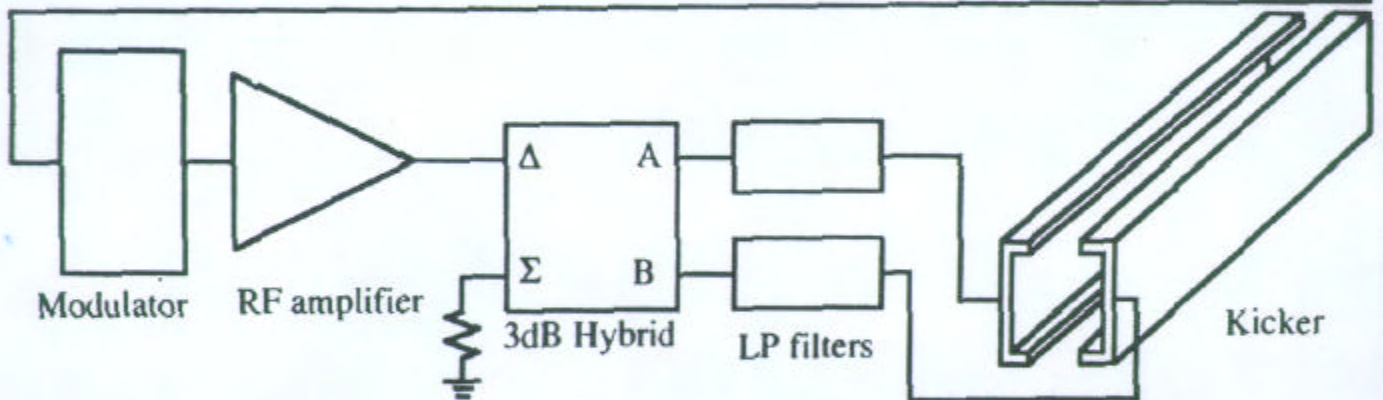 Δ A
Σ B
Modulator
RF amplifier
3dB Hybrid
LP filters
Kicker